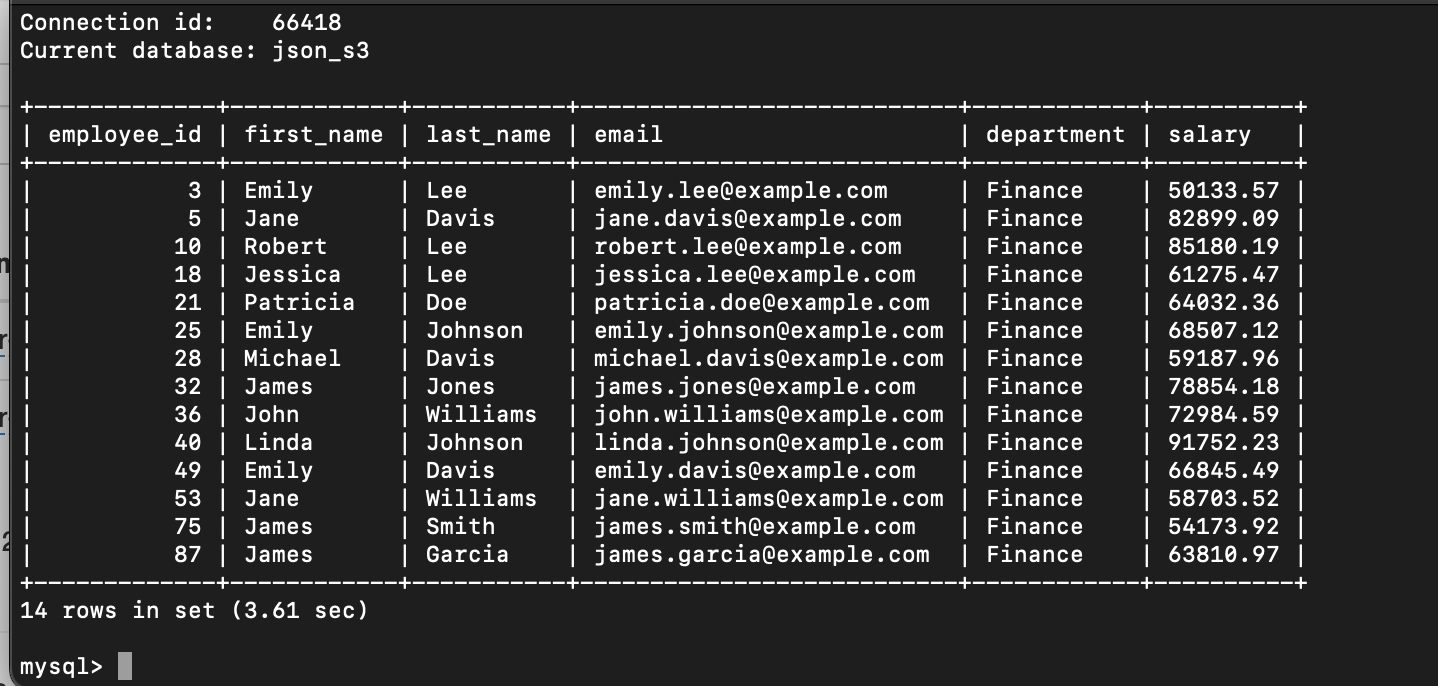 Connection id:    66418
Current database: json_s3
+-------------+------------+-----------+---------------------------+------------+----------+
| employee_id | first_name | last_name | email                     | department | salary   |
+-------------+------------+-----------+---------------------------+------------+----------+
|           3 | Emily      | Lee       | emily.lee@example.com     | Finance    | 50133.57 |
|           5 | Jane       | Davis     | jane.davis@example.com    | Finance    | 82899.09 |
|          10 | Robert     | Lee       | robert.lee@example.com    | Finance    | 85180.19 |
|          18 | Jessica    | Lee       | jessica.lee@example.com   | Finance    | 61275.47 |
|          21 | Patricia   | Doe       | patricia.doe@example.com  | Finance    | 64032.36 |
|          25 | Emily      | Johnson   | emily.johnson@example.com | Finance    | 68507.12 |
|          28 | Michael    | Davis     | michael.davis@example.com | Finance    | 59187.96 |
|          32 | James      | Jones     | james.jones@example.com   | Finance    | 78854.18 |
|          36 | John       | Williams  | john.williams@example.com | Finance    | 72984.59 |
|          40 | Linda      | Johnson   | linda.johnson@example.com | Finance    | 91752.23 |
|          49 | Emily      | Davis     | emily.davis@example.com   | Finance    | 66845.49 |
|          53 | Jane       | Williams  | jane.williams@example.com | Finance    | 58703.52 |
|          75 | James      | Smith     | james.smith@example.com   | Finance    | 54173.92 |
|          87 | James      | Garcia    | james.garcia@example.com  | Finance    | 63810.97 |
+-------------+------------+-----------+---------------------------+------------+----------+
14 rows in set (3.61 sec)
mysql>